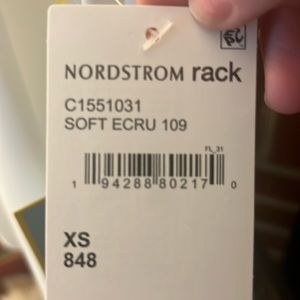 NORDSTROM rack
C1551031
SOFT ECRU 109
FL_31
1 94288 80217 0
XS
848